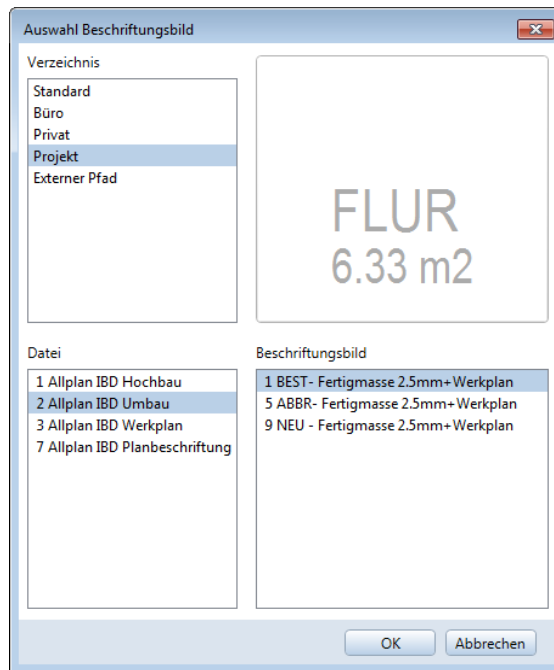 Auswahl Beschriftungsbild
Verzeichnis
Standard
Büro
Privat
Projekt
Externer Pfad
FLUR
6.33 m2
Datei
1 Allplan IBD Hochbau
2 Allplan IBD Umbau
3 Allplan IBD Werkplan
7 Allplan IBD Planbeschriftung
Beschriftungsbild
1 BEST- Fertigmasse 2.5mm+Werkplan
5 ABBR- Fertigmasse 2.5mm+Werkplan
9 NEU - Fertigmasse 2.5mm+Werkplan
OK
Abbrechen